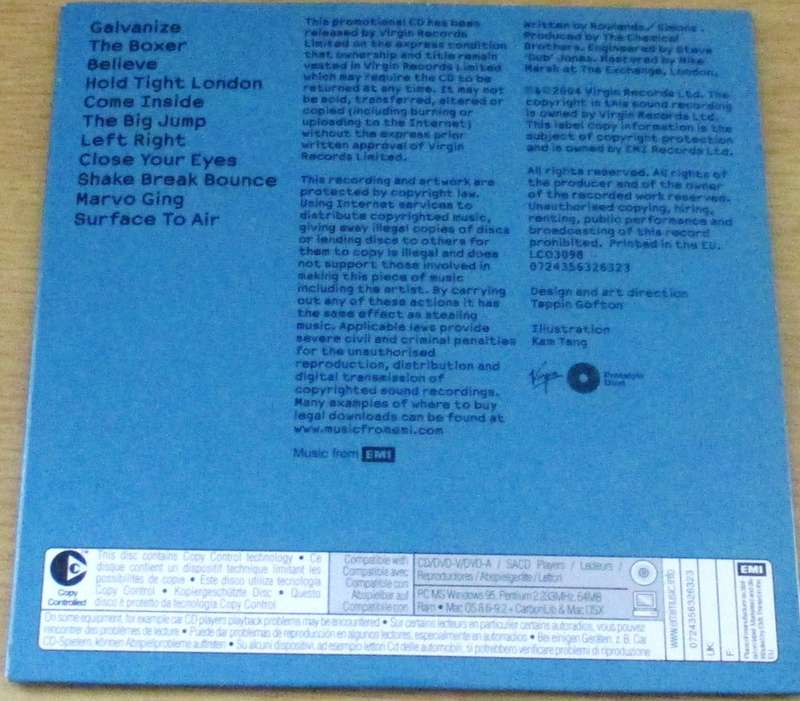 Galvanize
The Boxer
Believe
Hold Tight London
Come Inside
The Big Jump
Left Right
Close Your Eyes
Shake Break Bounce
Marvo Ging
Surface To Air
This promotional CD has been
released by Virgin Records
Limited on the express condition
that ownership and title remain
vested in Virgin Records Limited
which may require the CD to be
returned at any time. It may not
be sold, transferred, altered or
copied (including burning or
uploading to the Internet)
without the express prior
written approval of Virgin
Records Limited.
This recording and artwork are
protected by copyright law.
Using Internet services to
distribute copyrighted music,
giving away illegal copies of discs
or lending discs to others for
them to copy is illegal and does
not support those involved in
making this piece of music
including the artist. By carrying
out any of these actions it has
the same effect as stealing
music. Applicable laws provide
severe civil and criminal penalties
for the unauthorised
reproduction, distribution and
digital transmission of
copyrighted sound recordings.
Many examples of where to buy
legal downloads can be found at
www.musicfromemi.com
Music from EMI
Written by Rowlands/ Simons.
Produced by The Chemical
Brothers. Engineered by Steve
'Dub' Jones. Mastered by Mike
Marsh at The Exchange, London.
℗&©2004 Virgin Records Ltd. The
copyright in this sound recording
is owned by Virgin Records Ltd.
This label copy information is the
subject of copyright protection
and is owned by EMI Records Ltd.
All rights reserved. All rights of
the producer and of the owner
of the recorded work reserved.
Unauthorised copying, hiring,
renting, public performance and
broadcasting of this record
prohibited. Printed in the EU.
LC03098
0724356326323
Design and art direction
Tappin Gofton
Illustration
Kam Tang
Virgin
Freestyle
Dust
Copy
Controlled
This disc contains Copy Control technology • Ce
disque contient un dispositif technique limitant les
possibilités de copie • Este disco utiliza tecnología
Copy Control • Kopiergeschützte Disc • Questo
disco è protetto da tecnologia Copy Control
Compatible with
Compatible avec
Compatible con
Abspielbar auf
Compatibile con
CD/DVD-V/DVD-A / SACD Players / Lecteurs /
Reproductores / Abspielgeräte / Lettori
PC MS Windows 95, Pentium 2 233MHz, 64MB
Ram • Mac OS 8.6-9.2 + CarbonLib & Mac OSX
On some equipment, for example car CD players playback problems may be encountered • Sur certains lecteurs en particulier certains autoradios, vous pouvez
rencontrer des problèmes de lecture • Puede dar problemas de reproducción en algunos lectores, especialmente en automóviles • Bei einigen Geräten, z. B. Car
CD-Spielern, können Abspielprobleme auftreten • Su alcuni dispositivi, ad esempio lettori Cd delle automobili, si potrebbero verificare problemi di riproduzione
www.emimusic.info
0724356326323
UK:
F:
EMI